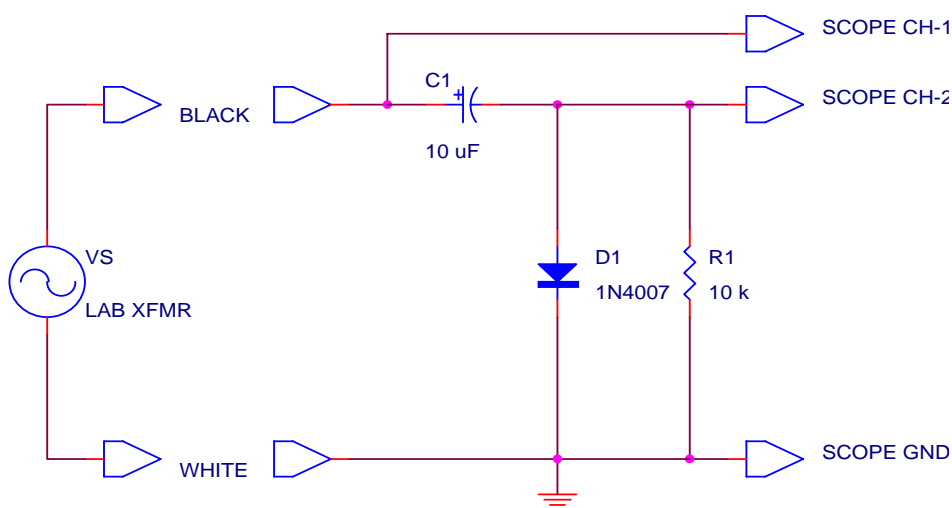 SCOPE CH-1
C1
+
SCOPE CH-2
BLACK
10 uF
VS
LAB XFMR
D1
1N4007
R1
10 k
WHITE
SCOPE GND